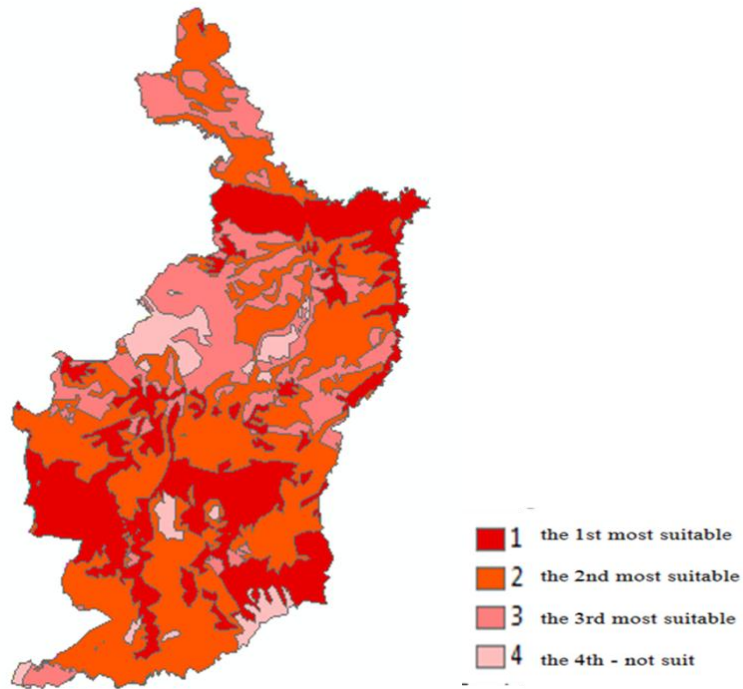 1 the 1st most suitable
2 the 2nd most suitable
3 the 3rd most suitable
4 the 4th - not suit